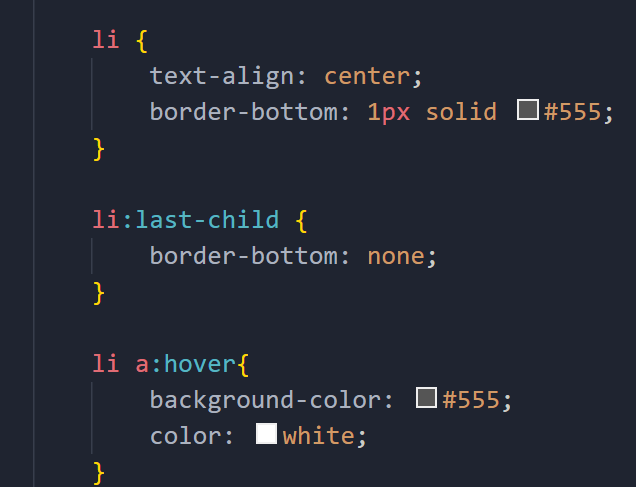 li {
text-align: center;
border-bottom: 1px solid #555;
}
li:last-child {
border-bottom: none;
}
li a:hover{
background-color: #555;
color: white;
}